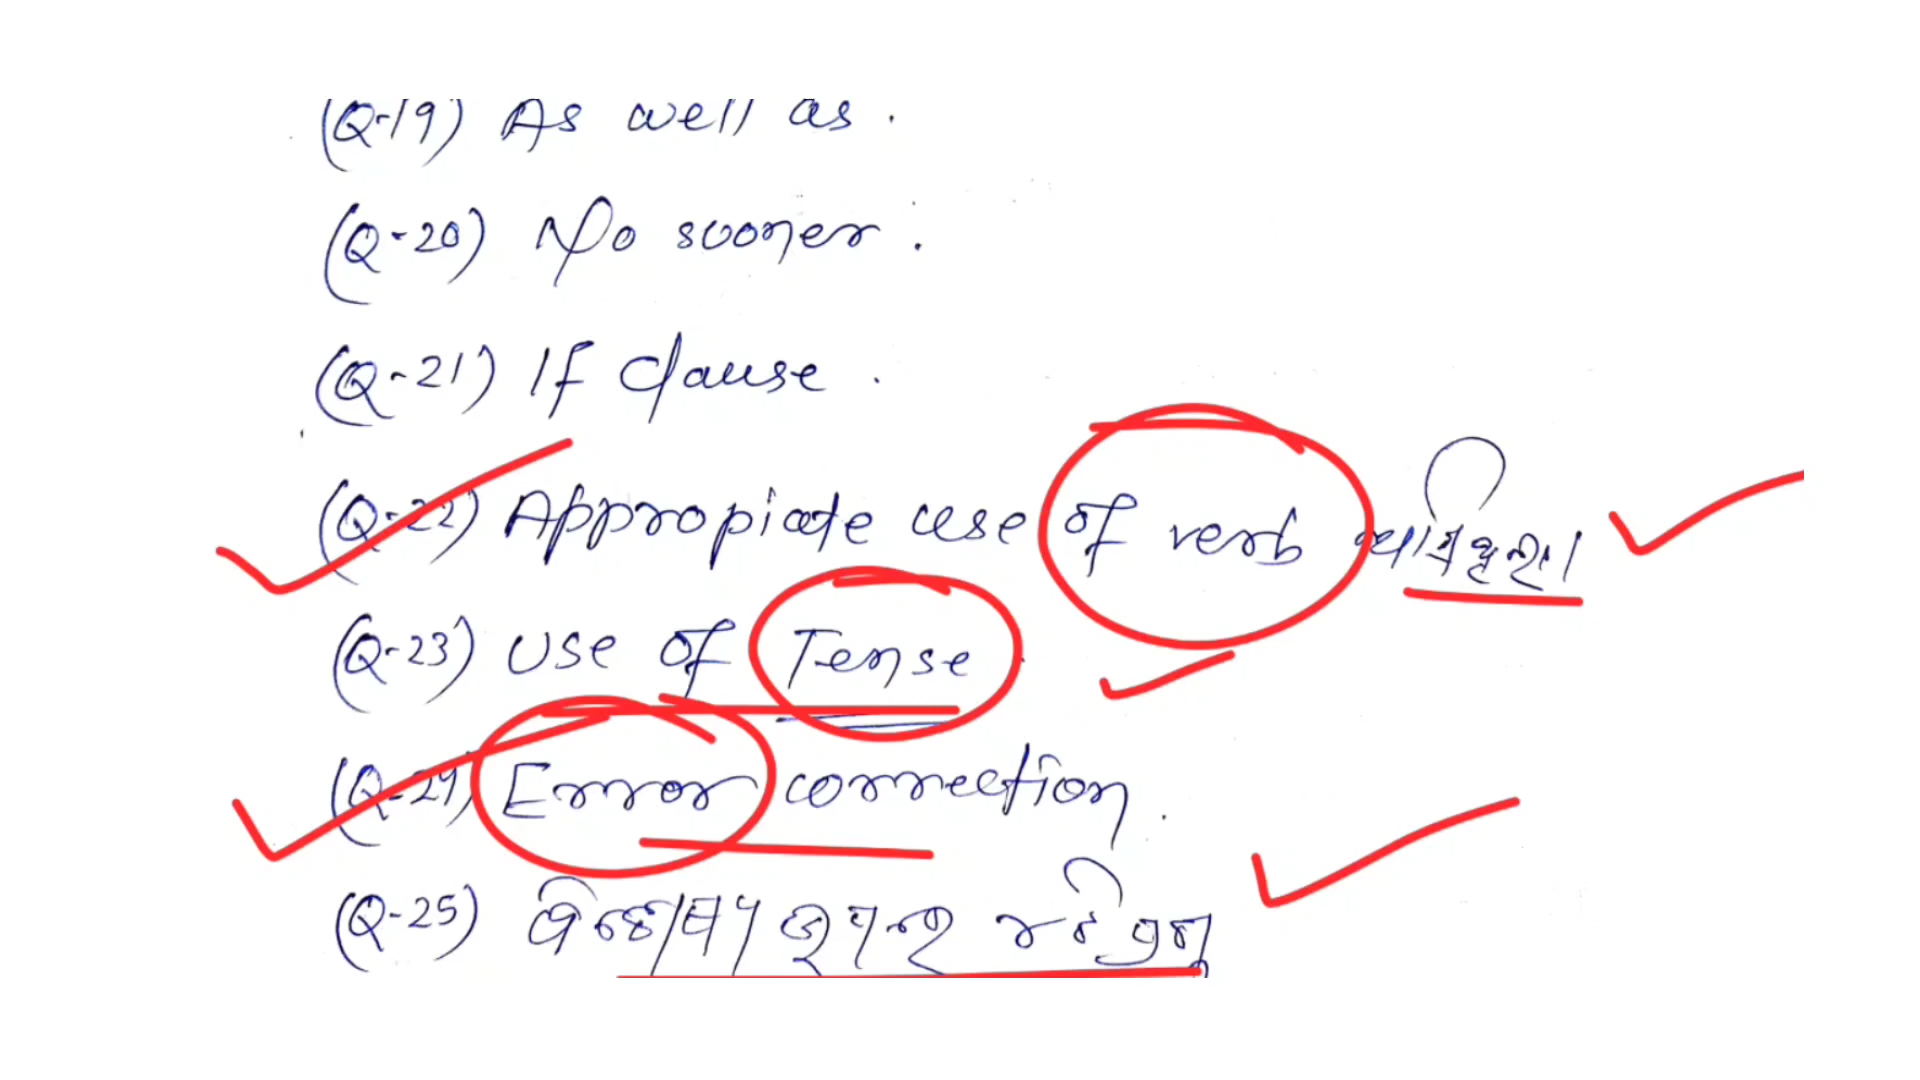 (Q-19) As well as.
(Q-20) No sooner.
(Q-21) If clause.
(Q-22) Appropiate use of verb
(Q-23) Use of Tense
(Q-24) Error correction.
(Q-25)